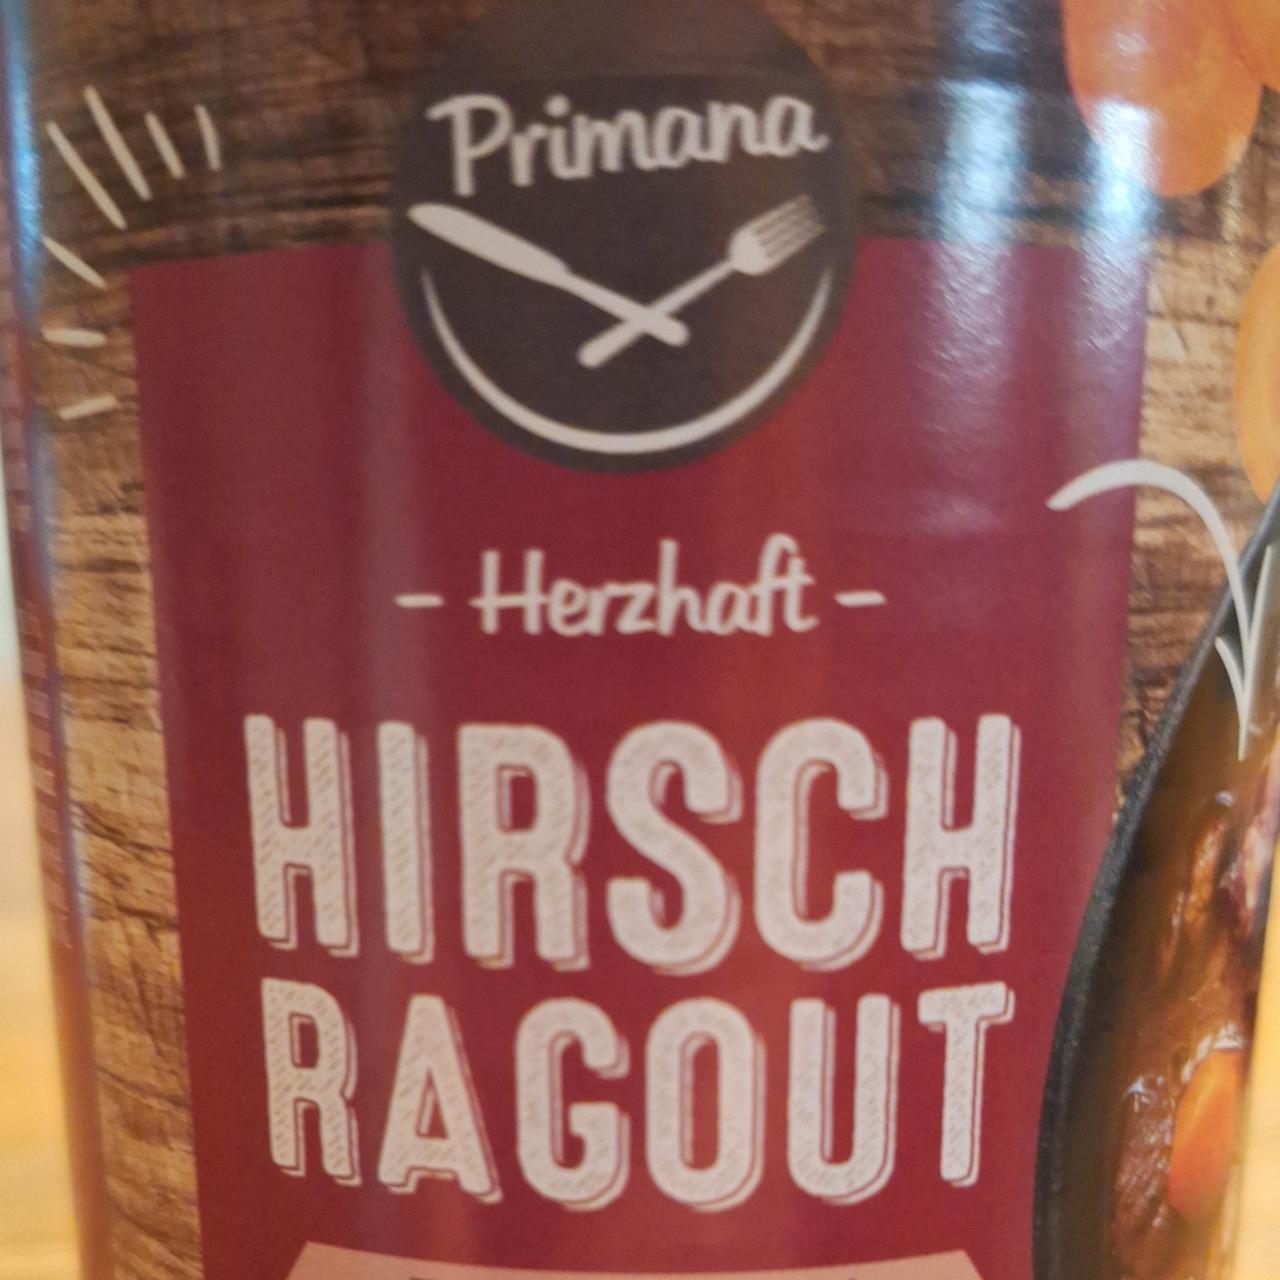 Primana
- Herzhaft -
HIRSCH
RAGOUT